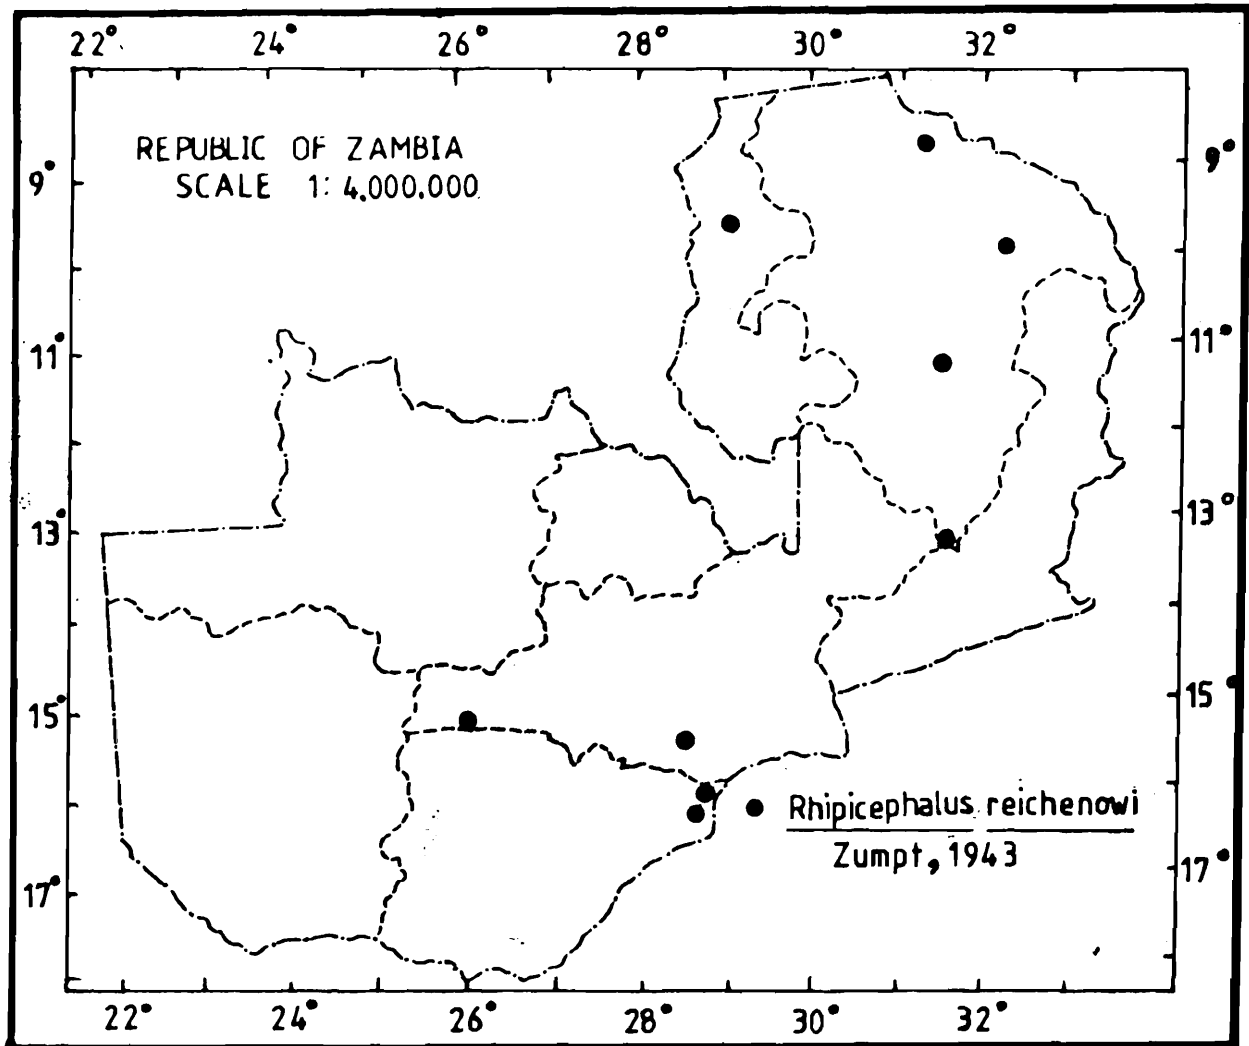 22° 24° 26° 28° 30° 32°
REPUBLIC OF ZAMBIA
SCALE 1:4.000.000
9° 9°
11° 11°
13° 13°
15° 15°
Rhipicephalus reichenowi
Zumpt, 1943
17° 17°
22° 24° 26° 28° 30° 32°